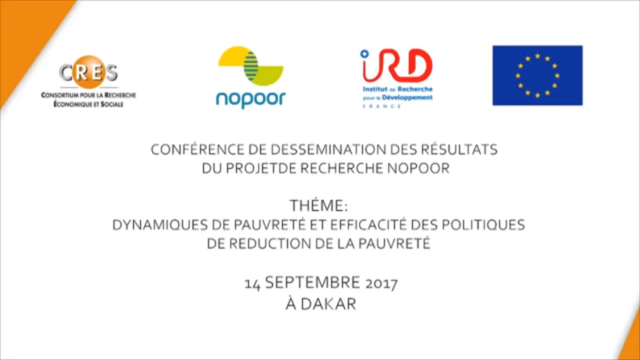 CRES
CONSORTIUM POUR LA RECHERCHE
ÉCONOMIQUE ET SOCIALE
nopoor
iRD
Institut de Recherche
pour le Développement
FRANCE
CONFÉRENCE DE DESSEMINATION DES RÉSULTATS
DU PROJETDE RECHERCHE NOPOOR
THÉME:
DYNAMIQUES DE PAUVRETÉ ET EFFICACITÉ DES POLITIQUES
DE REDUCTION DE LA PAUVRETÉ
14 SEPTEMBRE 2017
À DAKAR